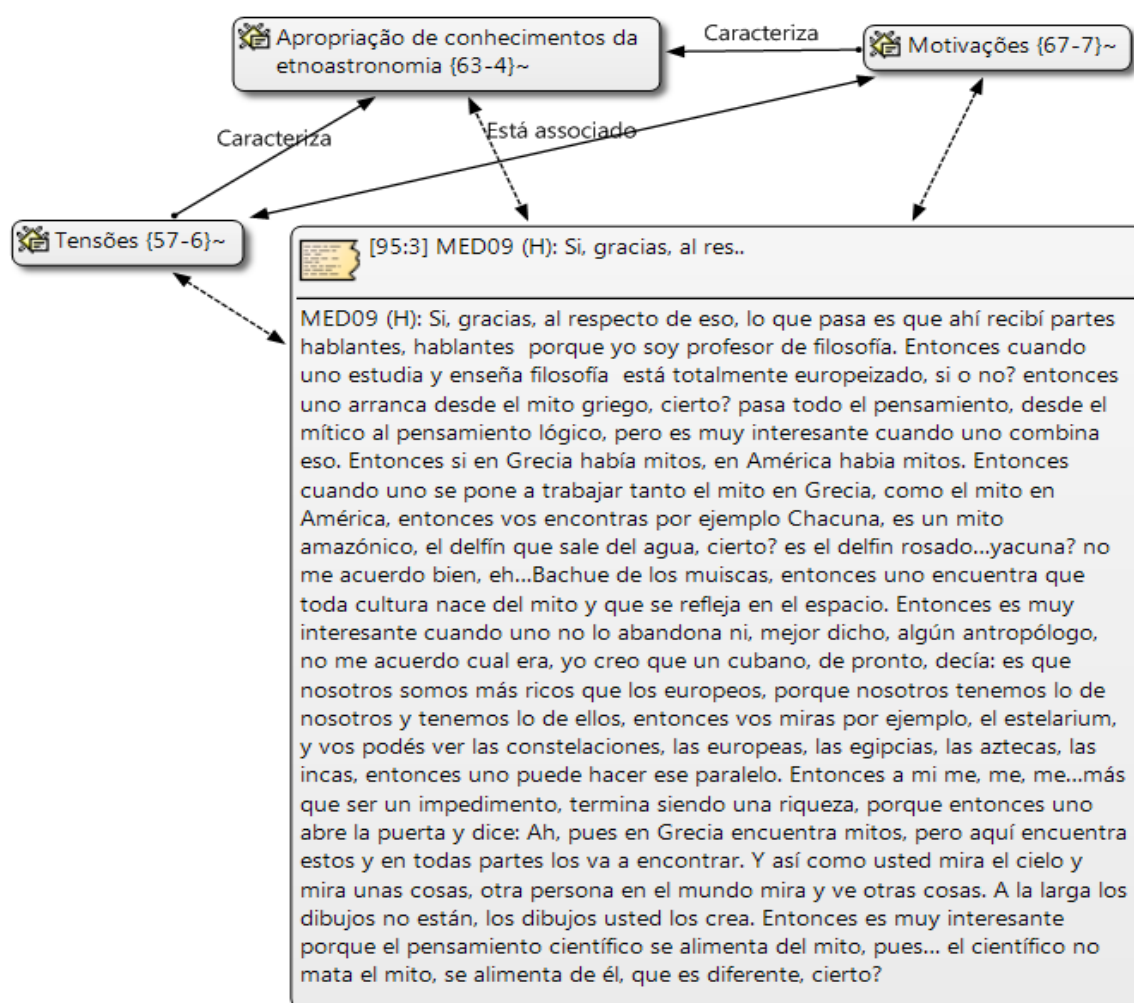 Apropriação de conhecimentos da
etnoastronomia {63-4}~
Caracteriza
Motivações {67-7}~
Caracteriza
Está associado
Tensões {57-6}~
[95:3] MED09 (H): Si, gracias, al res..
MED09 (H): Si, gracias, al respecto de eso, lo que pasa es que ahí recibí partes
hablantes, hablantes porque yo soy profesor de filosofía. Entonces cuando
uno estudia y enseña filosofía está totalmente europeizado, si o no? entonces
uno arranca desde el mito griego, cierto? pasa todo el pensamiento, desde el
mítico al pensamiento lógico, pero es muy interesante cuando uno combina
eso. Entonces si en Grecia había mitos, en América habia mitos. Entonces
cuando uno se pone a trabajar tanto el mito en Grecia, como el mito en
América, entonces vos encontras por ejemplo Chacuna, es un mito
amazónico, el delfín que sale del agua, cierto? es el delfin rosado...yacuna? no
me acuerdo bien, eh...Bachue de los muiscas, entonces uno encuentra que
toda cultura nace del mito y que se refleja en el espacio. Entonces es muy
interesante cuando uno no lo abandona ni, mejor dicho, algún antropólogo,
no me acuerdo cual era, yo creo que un cubano, de pronto, decía: es que
nosotros somos más ricos que los europeos, porque nosotros tenemos lo de
nosotros y tenemos lo de ellos, entonces vos miras por ejemplo, el estelarium,
y vos podés ver las constelaciones, las europeas, las egipcias, las aztecas, las
incas, entonces uno puede hacer ese paralelo. Entonces a mi me, me, me...más
que ser un impedimento, termina siendo una riqueza, porque entonces uno
abre la puerta y dice: Ah, pues en Grecia encuentra mitos, pero aquí encuentra
estos y en todas partes los va a encontrar. Y así como usted mira el cielo y
mira unas cosas, otra persona en el mundo mira y ve otras cosas. A la larga los
dibujos no están, los dibujos usted los crea. Entonces es muy interesante
porque el pensamiento científico se alimenta del mito, pues... el científico no
mata el mito, se alimenta de él, que es diferente, cierto?